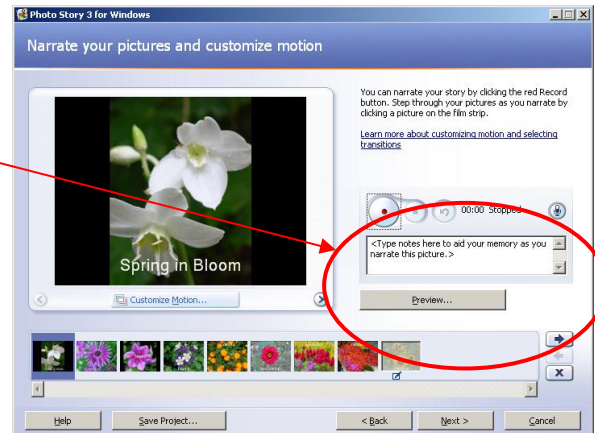 Photo Story 3 for Windows
Narrate your pictures and customize motion
You can narrate your story by clicking the red Record
button. Step through your pictures as you narrate by
clicking a picture on the film strip.
Learn more about customizing motion and selecting
transitions
00:00 Stopped
<Type notes here to aid your memory as you
narrate this picture.>
Spring in Bloom
Customize Motion...
Preview...
Help
Save Project...
< Back
Next >
Cancel